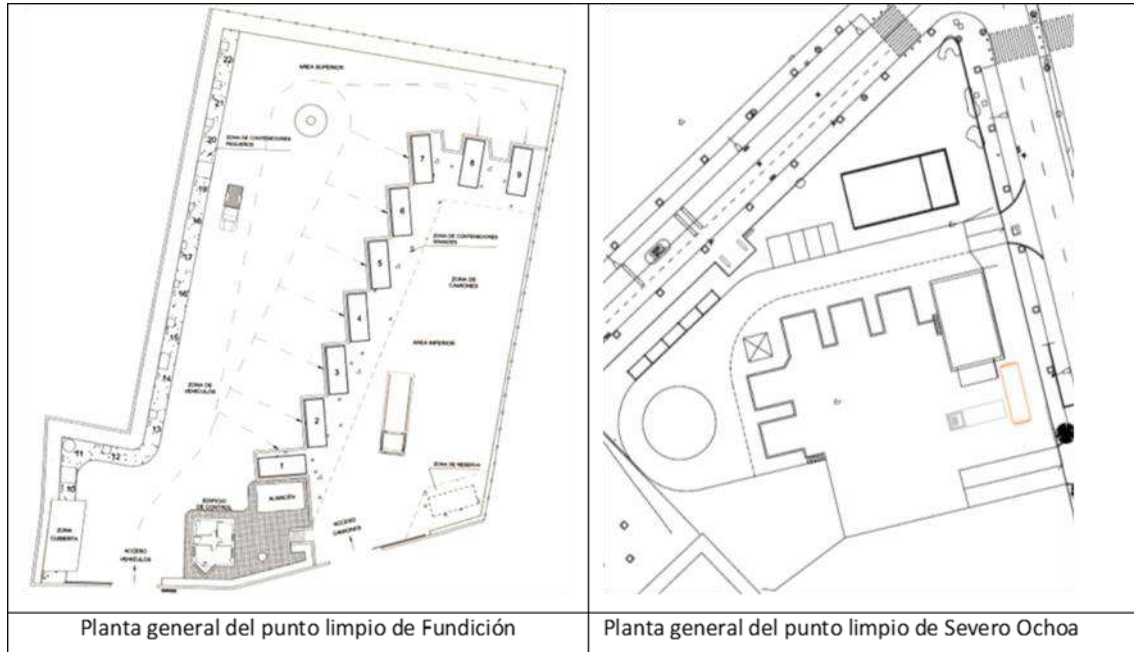 AREA SUPERIOR
22
21
20
ZONA DE CONTENEDORES
PEQUEÑOS
19
18
17
16
15
14
13
12
11
10
7
8
9
6
5
4
3
2
1
ZONA DE CONTENEDORES
GRANDES
ZONA DE
CAMIONES
AREA INFERIOR
ZONA DE
VEHICULOS
ZONA DE RESERVA
ALMACEN
EDIFICIO
DE CONTROL
ZONA
CUBIERTA
ACCESO
VEHICULOS
ACCESO
CAMIONES
Planta general del punto limpio de Fundición
Planta general del punto limpio de Severo Ochoa